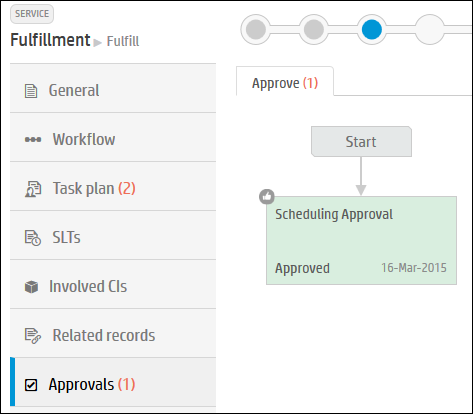 SERVICE
Fulfillment ▶ Fulfill
General
Workflow
Task plan (2)
SLTs
Involved CIs
Related records
Approvals (1)
Approve (1)
Start
Scheduling Approval
Approved 16-Mar-2015